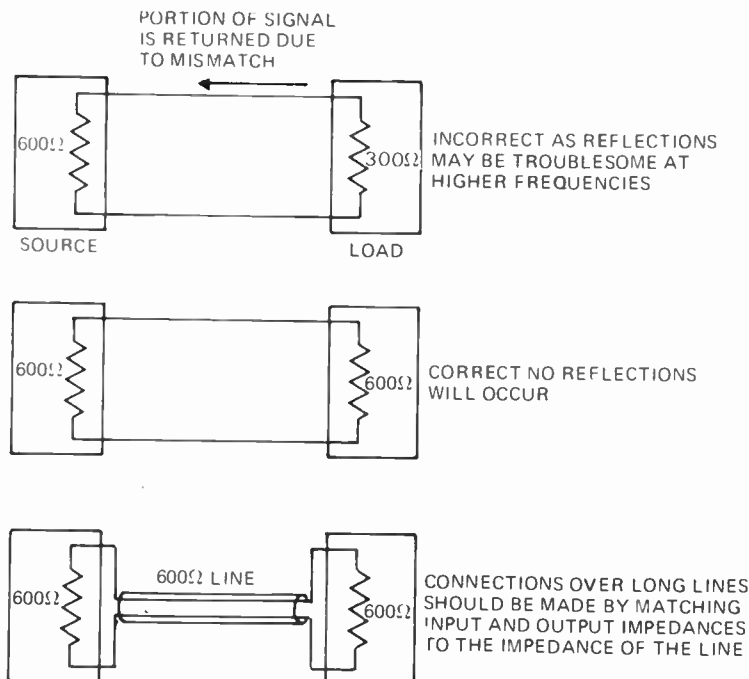 PORTION OF SIGNAL
IS RETURNED DUE
TO MISMATCH
600Ω
300Ω
INCORRECT AS REFLECTIONS
MAY BE TROUBLESOME AT
HIGHER FREQUENCIES
SOURCE
LOAD
600Ω
600Ω
CORRECT NO REFLECTIONS
WILL OCCUR
600Ω LINE
600Ω
600Ω
CONNECTIONS OVER LONG LINES
SHOULD BE MADE BY MATCHING
INPUT AND OUTPUT IMPEDANCES
TO THE IMPEDANCE OF THE LINE